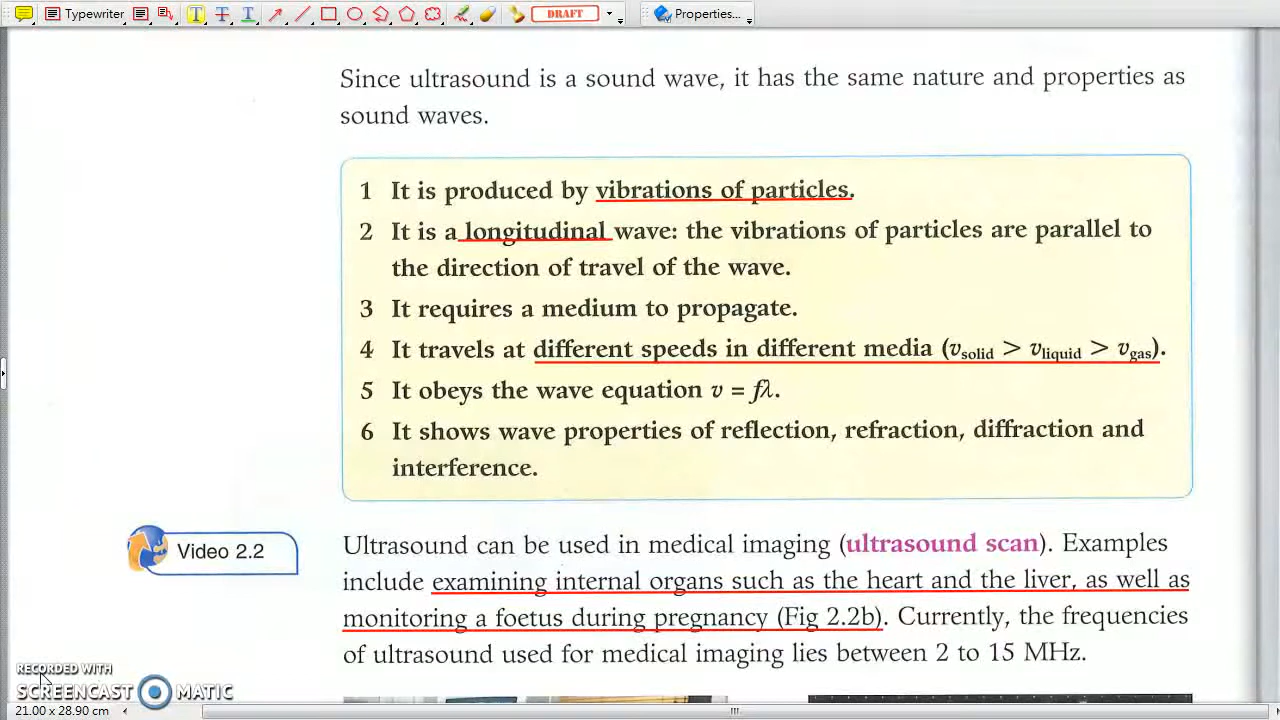 Typewriter
DRAFT
Properties...
Since ultrasound is a sound wave, it has the same nature and properties as
sound waves.
1 It is produced by vibrations of particles.
2 It is a longitudinal wave: the vibrations of particles are parallel to
the direction of travel of the wave.
3 It requires a medium to propagate.
4 It travels at different speeds in different media (vsolid > vliquid > vgas).
5 It obeys the wave equation v = fλ.
6 It shows wave properties of reflection, refraction, diffraction and
interference.
Video 2.2
Ultrasound can be used in medical imaging (ultrasound scan). Examples
include examining internal organs such as the heart and the liver, as well as
monitoring a foetus during pregnancy (Fig 2.2b). Currently, the frequencies
of ultrasound used for medical imaging lies between 2 to 15 MHz.
RECORDED WITH
SCREENCAST MATIC
21.00 x 28.90 cm